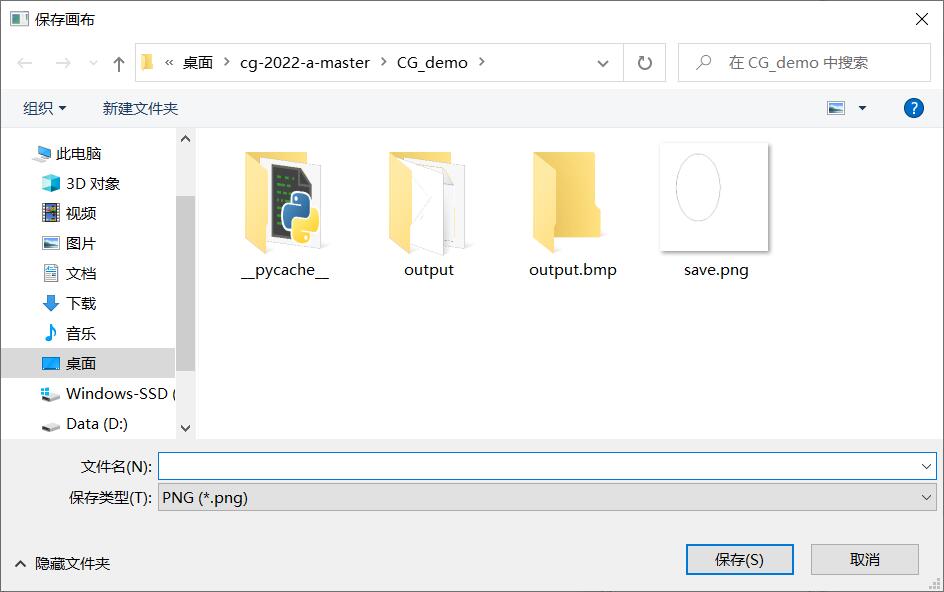 保存画布
« 桌面 > cg-2022-a-master > CG_demo >
在 CG_demo 中搜索
组织
新建文件夹
?
此电脑
3D 对象
视频
图片
文档
下载
音乐
桌面
Windows-SSD (
Data (D:)
__pycache__
output
output.bmp
save.png
文件名(N):
保存类型(T):
PNG (*.png)
隐藏文件夹
保存(S)
取消